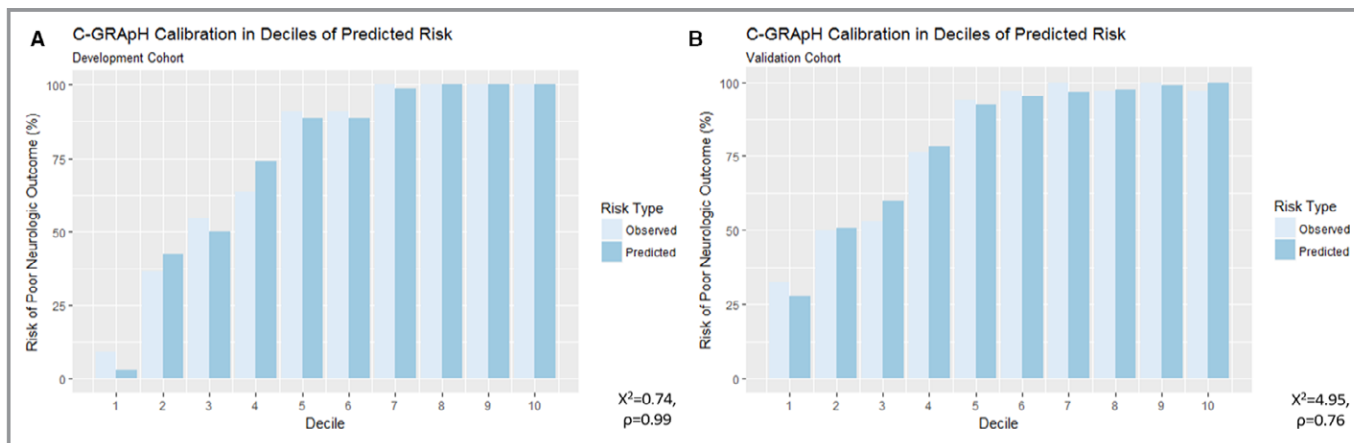 A
C-GRApH Calibration in Deciles of Predicted Risk
Development Cohort
Risk of Poor Neurologic Outcome (%)
100
75
50
25
0
1 2 3 4 5 6 7 8 9 10
Decile
Risk Type
Observed
Predicted
X²=0.74,
ρ=0.99
B
C-GRApH Calibration in Deciles of Predicted Risk
Validation Cohort
Risk of Poor Neurologic Outcome (%)
100
75
50
25
0
1 2 3 4 5 6 7 8 9 10
Decile
Risk Type
Observed
Predicted
X²=4.95,
ρ=0.76